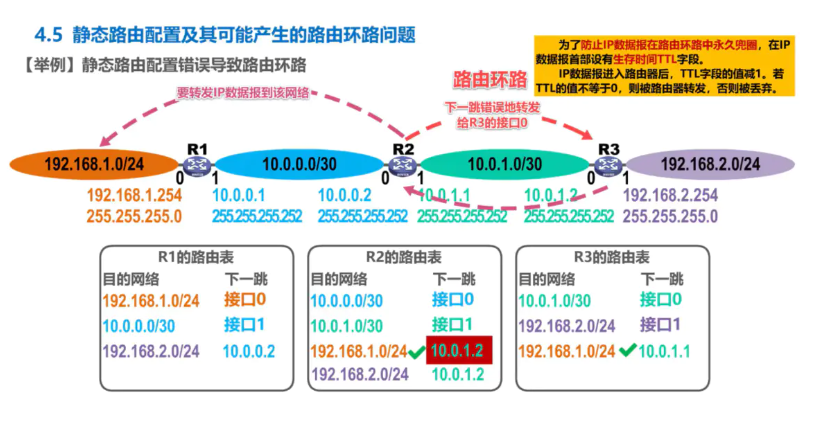 4.5 静态路由配置及其可能产生的路由环路问题
【举例】静态路由配置错误导致路由环路
为了防止IP数据报在路由环路中永久兜圈，在IP
数据报首部设有生存时间TTL字段。
IP数据报进入路由器后，TTL字段的值减1。若
TTL的值不等于0，则被路由器转发，否则被丢弃。
路由环路
要转发IP数据报到该网络
下一跳错误地转发
给R3的接口0
R1 R2 R3
192.168.1.0/24 10.0.0.0/30 10.0.1.0/30 192.168.2.0/24
0 1 0 1 0 1
192.168.1.254 10.0.0.1 10.0.0.2 10.0.1.1 10.0.1.2 192.168.2.254
255.255.255.0 255.255.255.252 255.255.255.252 255.255.255.252 255.255.255.252 255.255.255.0
R1的路由表
目的网络 下一跳
192.168.1.0/24 接口0
10.0.0.0/30 接口1
192.168.2.0/24 10.0.0.2
R2的路由表
目的网络 下一跳
10.0.0.0/30 接口0
10.0.1.0/30 接口1
192.168.1.0/24 10.0.1.2
192.168.2.0/24 10.0.1.2
R3的路由表
目的网络 下一跳
10.0.1.0/30 接口0
192.168.2.0/24 接口1
192.168.1.0/24 10.0.1.1